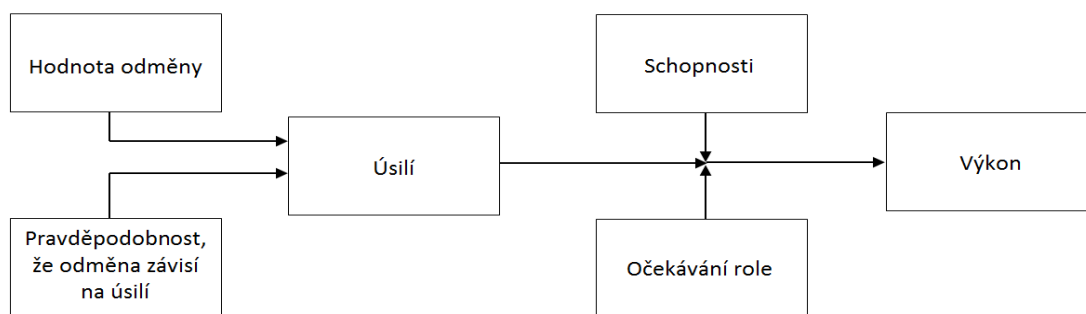 Hodnota odměny
Schopnosti
Úsilí
Výkon
Pravděpodobnost,
že odměna závisí
na úsilí
Očekávání role